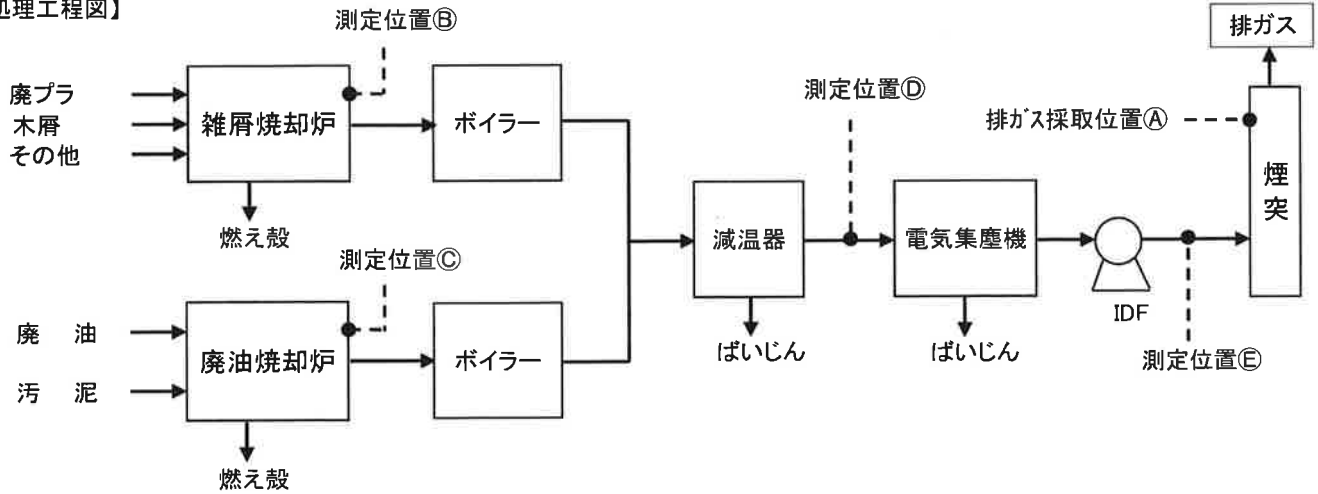 処理工程図】
測定位置Ⓑ
廃プラ
木屑
その他
雑屑焼却炉
ボイラー
燃え殻
測定位置Ⓒ
廃　油
汚　泥
廃油焼却炉
ボイラー
燃え殻
測定位置Ⓓ
減温器
ばいじん
電気集塵機
ばいじん
IDF
測定位置Ⓔ
排ガス採取位置Ⓐ
排ガス
煙突